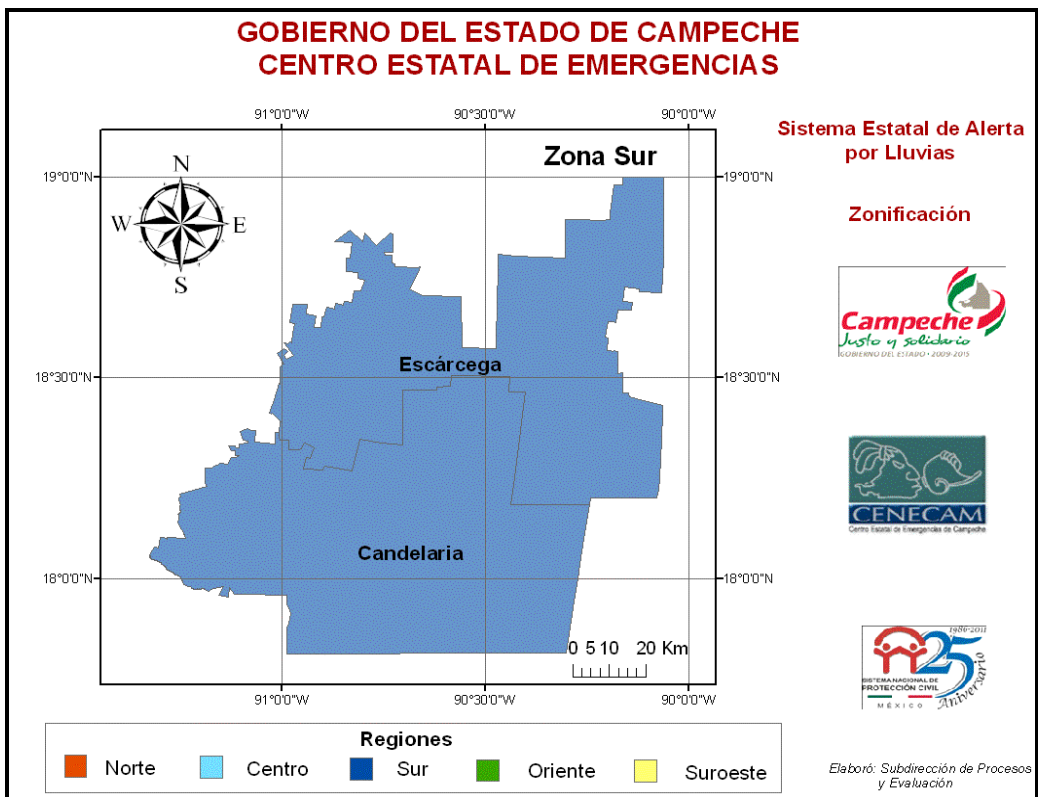 GOBIERNO DEL ESTADO DE CAMPECHE
CENTRO ESTATAL DE EMERGENCIAS
91°0'0"W
90°30'0"W
90°0'0"W
Zona Sur
Sistema Estatal de Alerta
por Lluvias
Zonificación
19°0'0"N
19°0'0"N
N
W
E
S
Campeche
Justo y solidario
GOBIERNO DEL ESTADO • 2009-2015
Escárcega
18°30'0"N
18°30'0"N
CENECAM
Centro Estatal de Emergencias de Campeche
Candelaria
18°0'0"N
18°0'0"N
0 5 10 20 Km
1986-2011
25
SISTEMA NACIONAL DE
PROTECCIÓN CIVIL
MÉXICO
Aniversario
91°0'0"W
90°30'0"W
90°0'0"W
Regiones
Norte
Centro
Sur
Oriente
Suroeste
Elaboró: Subdirección de Procesos
y Evaluación